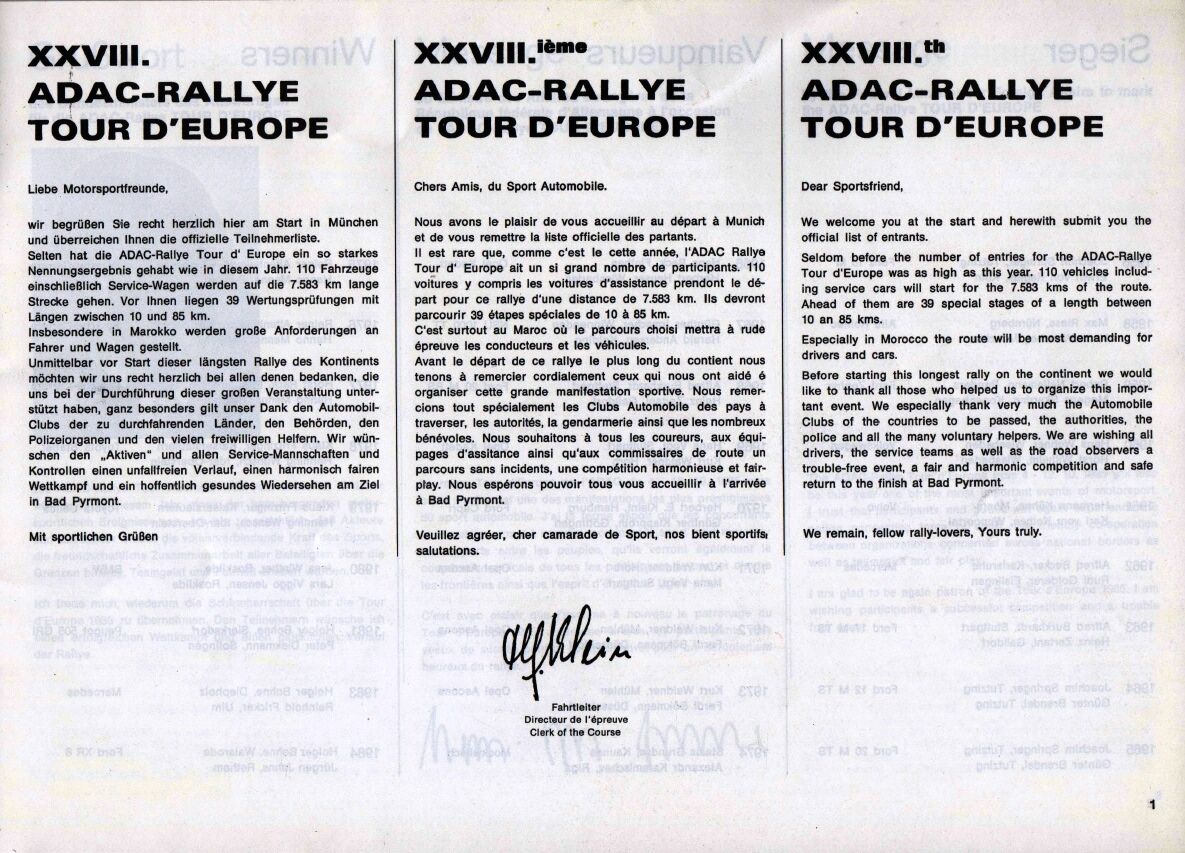 XXVIII.
ADAC-RALLYE
TOUR D'EUROPE
Liebe Motorsportfreunde,
wir begrüßen Sie recht herzlich hier am Start in München
und überreichen Ihnen die offizielle Teilnehmerliste.
Selten hat die ADAC-Rallye Tour d' Europe ein so starkes
Nennungsergebnis gehabt wie in diesem Jahr. 110 Fahrzeuge
einschließlich Service-Wagen werden auf die 7.583 km lange
Strecke gehen. Vor Ihnen liegen 39 Wertungsprüfungen mit
Längen zwischen 10 und 85 km.
Insbesondere in Marokko werden große Anforderungen an
Fahrer und Wagen gestellt.
Unmittelbar vor Start dieser längsten Rallye des Kontinents
möchten wir uns recht herzlich bei allen denen bedanken, die
uns bei der Durchführung dieser großen Veranstaltung unter-
stützt haben, ganz besonders gilt unser Dank den Automobil-
Clubs der zu durchfahrenden Länder, den Behörden, den
Polizeiorganen und den vielen freiwilligen Helfern. Wir wün-
schen den „Aktiven" und allen Service-Mannschaften und
Kontrollen einen unfallfreien Verlauf, einen harmonisch fairen
Wettkampf und ein hoffentlich gesundes Wiedersehen am Ziel
in Bad Pyrmont.
Mit sportlichen Grüßen
XXVIII.ième
ADAC-RALLYE
TOUR D'EUROPE
Chers Amis, du Sport Automobile.
Nous avons le plaisir de vous accueillir au départ à Munich
et de vous remettre la liste officielle des partants.
Il est rare que, comme c'est le cette année, l'ADAC Rallye
Tour d' Europe ait un si grand nombre de participants. 110
voitures y compris les voitures d'assistance prendont le dé-
part pour ce rallye d'une distance de 7.583 km. Ils devront
parcourir 39 étapes spéciales de 10 à 85 km.
C'est surtout au Maroc où le parcours choisi mettra à rude
épreuve les conducteurs et les véhicules.
Avant le départ de ce rallye le plus long du contient nous
tenons à remercier cordialement ceux qui nous ont aidé é
organiser cette grande manifestation sportive. Nous remer-
cions tout spécialement les Clubs Automobile des pays à
traverser, les autorités, la gendarmerie ainsi que les nombreux
bénévoles. Nous souhaitons à tous les coureurs, aux équi-
pages d'assitance ainsi qu'aux commissaires de route un
parcours sans incidents, une compétition harmonieuse et fair-
play. Nous espérons pouvoir tous vous accueillir à l'arrivée
à Bad Pyrmont.
Veuillez agréer, cher camarade de Sport, nos bient sportifs
salutations.
Fahrtleiter
Directeur de l'épreuve
Clerk of the Course
XXVIII.th
ADAC-RALLYE
TOUR D'EUROPE
Dear Sportsfriend,
We welcome you at the start and herewith submit you the
official list of entrants.
Seldom before the number of entries for the ADAC-Rallye
Tour d'Europe was as high as this year. 110 vehicles includ-
ing service cars will start for the 7.583 kms of the route.
Ahead of them are 39 special stages of a length between
10 an 85 kms.
Especially in Morocco the route will be most demanding for
drivers and cars.
Before starting this longest rally on the continent we would
like to thank all those who helped us to organize this impor-
tant event. We especially thank very much the Automobile
Clubs of the countries to be passed, the authorities, the
police and all the many voluntary helpers. We are wishing all
drivers, the service teams as well as the road observers a
trouble-free event, a fair and harmonic competition and safe
return to the finish at Bad Pyrmont.
We remain, fellow rally-lovers, Yours truly.
1